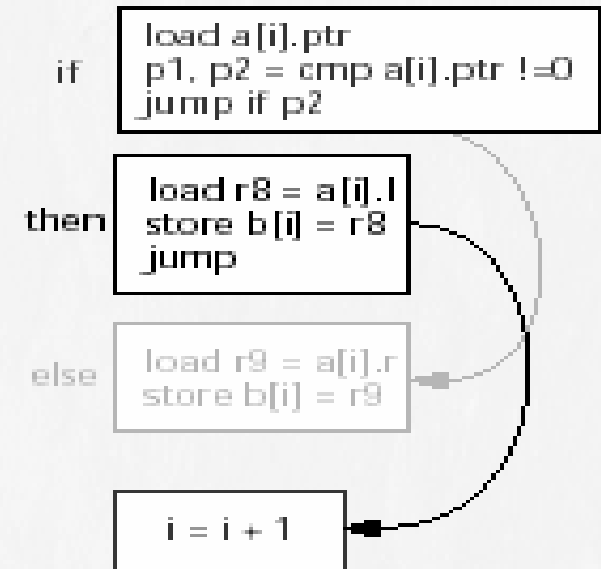 if
load a[i].ptr
p1, p2 = cmp a[i].ptr !=0
jump if p2
then
load r8 = a[i].l
store b[i] = r8
jump
else
load r9 = a[i].r
store b[i] = r9
i = i + 1